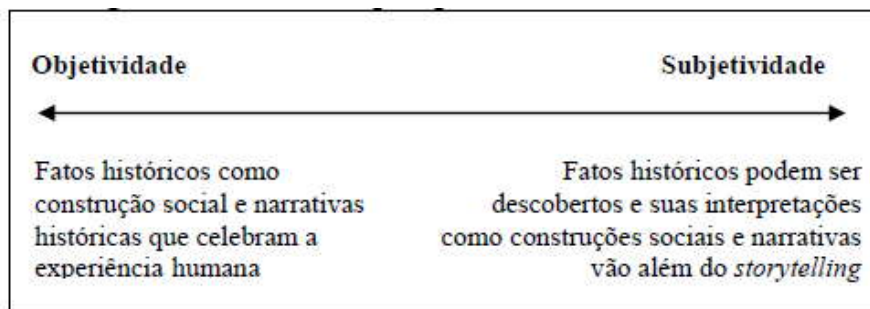 Objetividade
Subjetividade
Fatos históricos como
construção social e narrativas
históricas que celebram a
experiência humana
Fatos históricos podem ser
descobertos e suas interpretações
como construções sociais e narrativas
vão além do storytelling